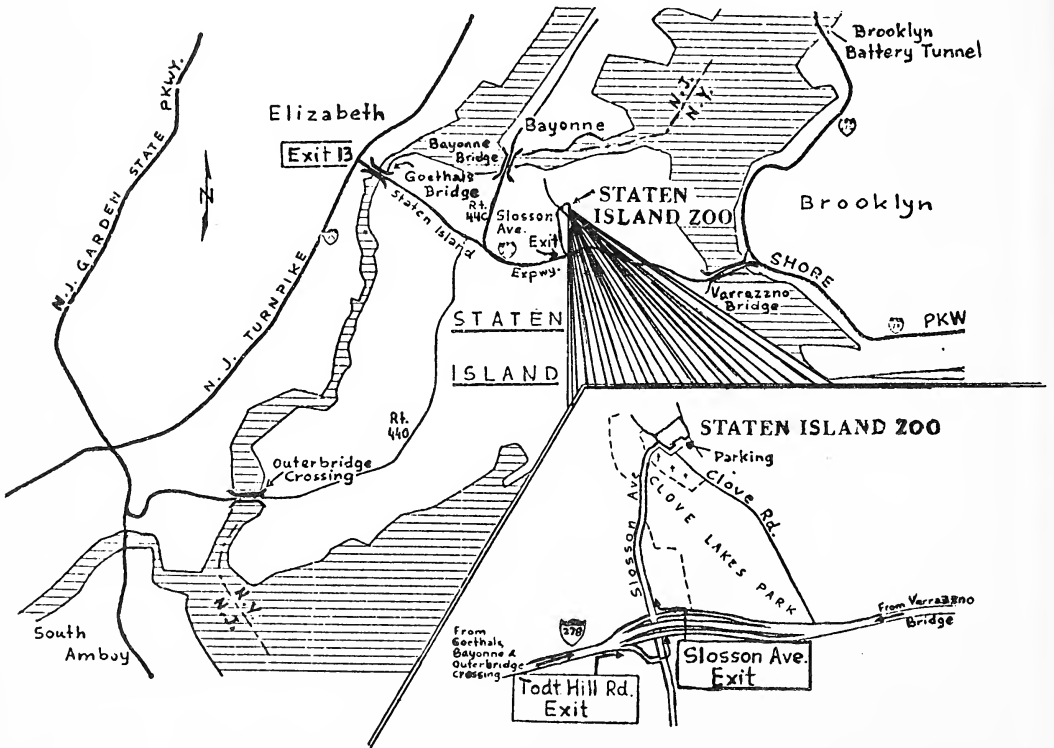 Brooklyn
Battery Tunnel
N.J. GARDEN STATE PKWY.
Elizabeth
N.J.
N.Y.
Exit 13
Bayonne
Bridge
Bayonne
Goethals
Bridge
N
Staten Island
Rt.
440
STATEN
ISLAND ZOO
Slosson
Ave.
Exit
Brooklyn
Expwy.
N.J. TURNPIKE
SHORE
Varrazzno
Bridge
PKW
STATEN
ISLAND
Rt.
440
Outerbridge
Crossing
STATEN ISLAND ZOO
Parking
Slosson Ave
Clove Rd.
CLOVE LAKES PARK
N.Y.
N.J.
South
Amboy
From Varrazzno
Bridge
278
From
Goethals,
Bayonne &
Outerbridge
Crossing
Slosson Ave.
Exit
Todt Hill Rd.
Exit